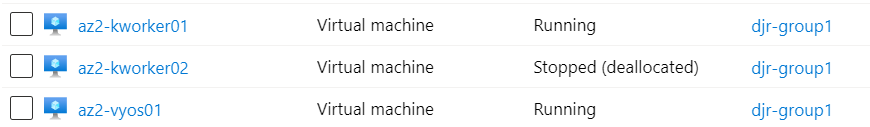 az2-kworker01 Virtual machine Running djr-group1
az2-kworker02 Virtual machine Stopped (deallocated) djr-group1
az2-vyos01 Virtual machine Running djr-group1